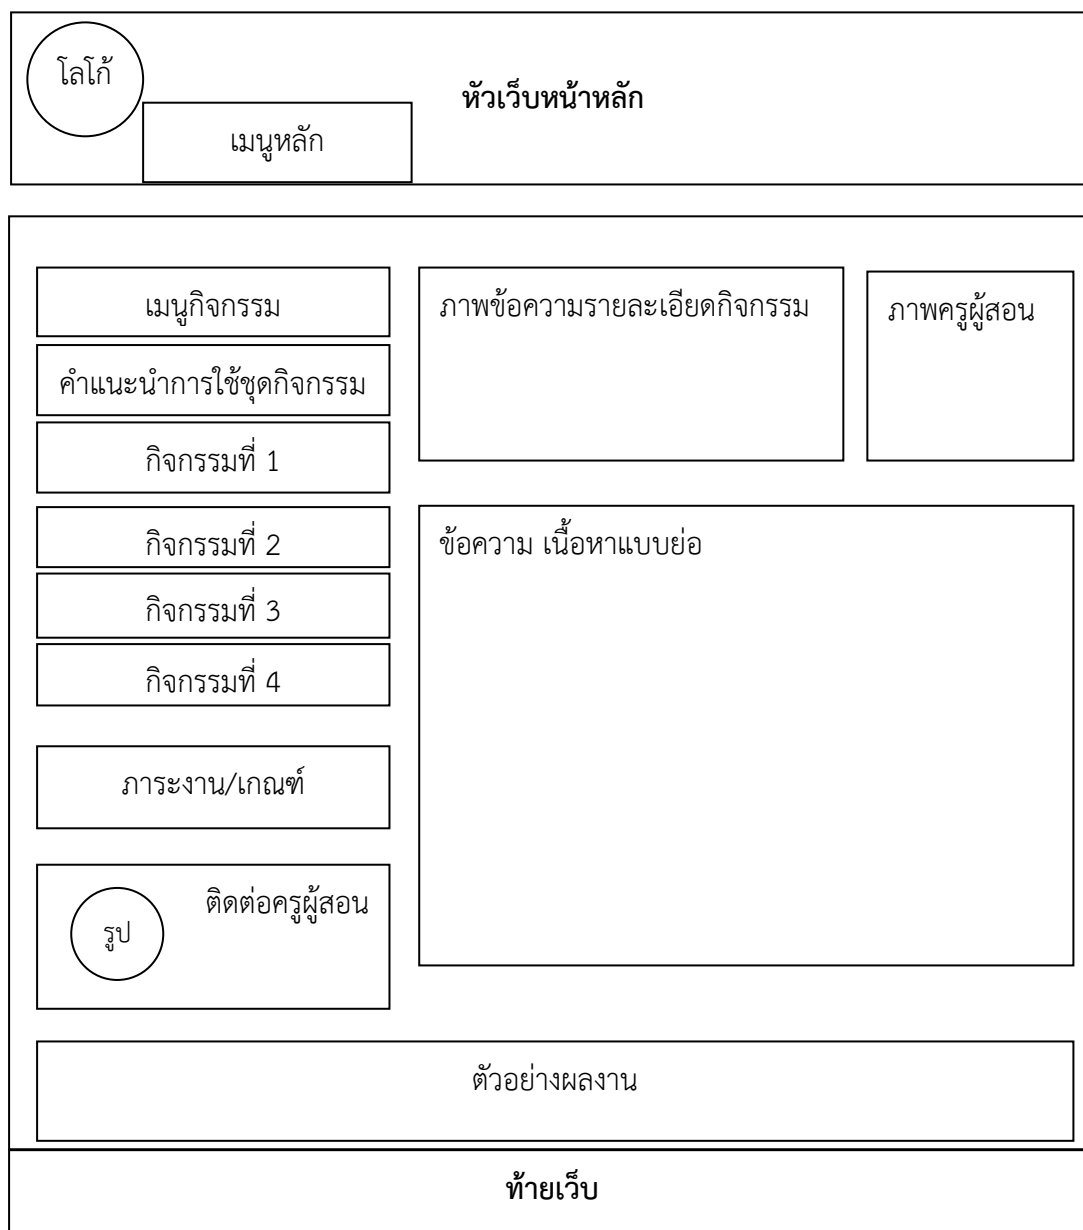 โลโก้
หัวเว็บหน้าหลัก
เมนูหลัก
เมนูกิจกรรม
คำแนะนำการใช้ชุดกิจกรรม
กิจกรรมที่ 1
กิจกรรมที่ 2
กิจกรรมที่ 3
กิจกรรมที่ 4
ภาระงาน/เกณฑ์
ติดต่อครูผู้สอน
รูป
ภาพข้อความรายละเอียดกิจกรรม
ภาพครูผู้สอน
ข้อความ เนื้อหาแบบย่อ
ตัวอย่างผลงาน
ท้ายเว็บ